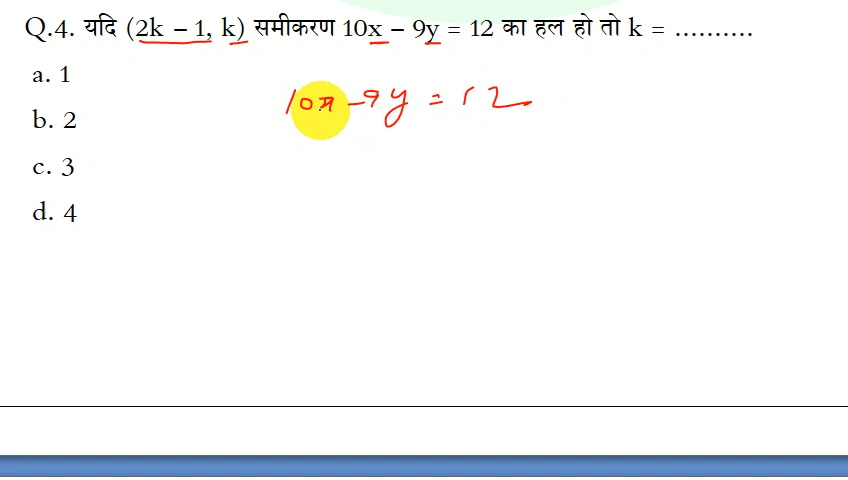 Q.4. यदि (2k – 1, k) समीकरण 10x – 9y = 12 का हल हो तो k = ..........
a. 1
10x – 9y = 12
b. 2
c. 3
d. 4